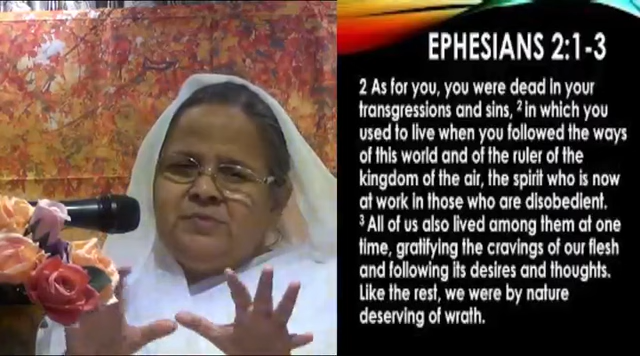 EPHESIANS 2:1-3
2 As for you, you were dead in your
transgressions and sins, ² in which you
used to live when you followed the ways
of this world and of the ruler of the
kingdom of the air, the spirit who is now
at work in those who are disobedient.
³ All of us also lived among them at one
time, gratifying the cravings of our flesh
and following its desires and thoughts.
Like the rest, we were by nature
deserving of wrath.